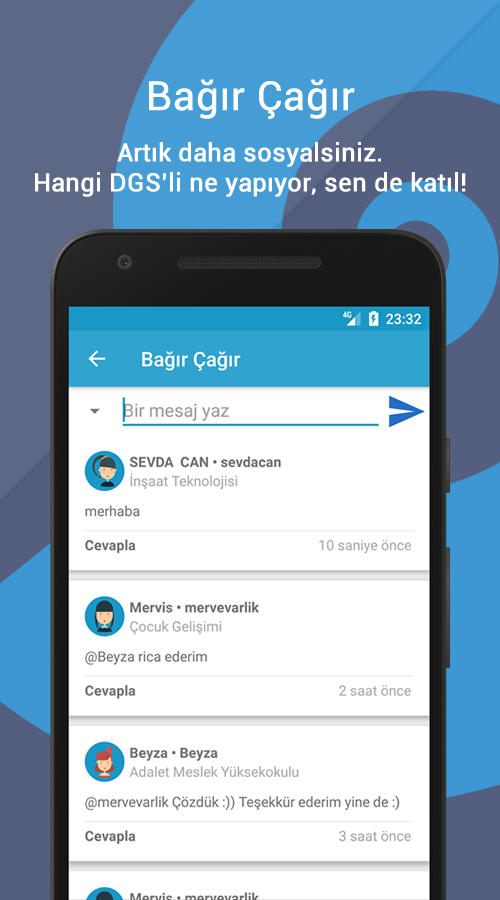 Bağır Çağır
Artık daha sosyalsiniz.
Hangi DGS'li ne yapıyor, sen de katıl!
4G 23:32
Bağır Çağır
Bir mesaj yaz
SEVDA CAN • sevdacan
İnşaat Teknolojisi
merhaba
Cevapla 10 saniye önce
Mervis • mervevarlik
Çocuk Gelişimi
@Beyza rica ederim
Cevapla 2 saat önce
Beyza • Beyza
Adalet Meslek Yüksekokulu
@mervevarlik Çözdük :)) Teşekkür ederim yine de :)
Cevapla 3 saat önce
Mervis • mervevarlik